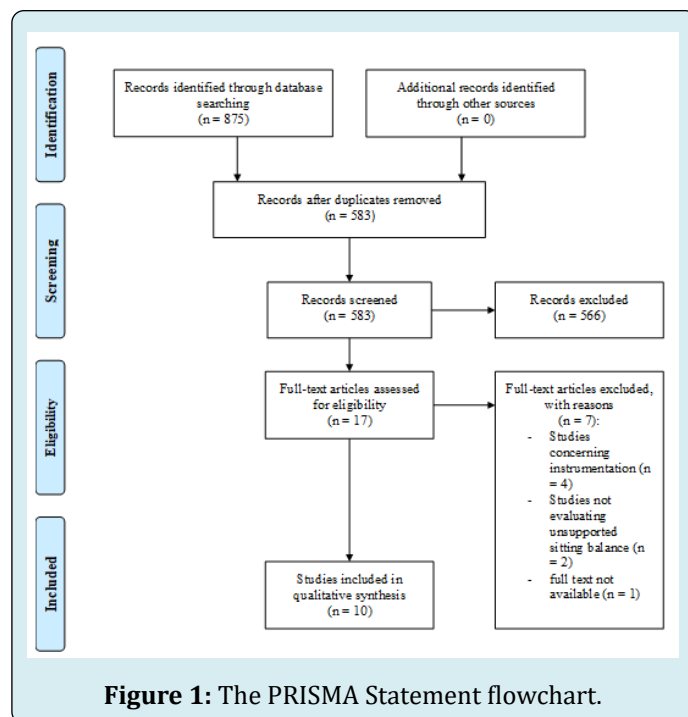 Identification
Records identified through database
searching
(n = 875)
Additional records identified
through other sources
(n = 0)
Records after duplicates removed
(n = 583)
Screening
Records screened
(n = 583)
Records excluded
(n = 566)
Eligibility
Full-text articles assessed
for eligibility
(n = 17)
Full-text articles excluded,
with reasons
(n = 7):
- Studies
concerning
instrumentation (n
= 4)
- Studies not
evaluating
unsupported
sitting balance (n
= 2)
- full text not
available (n = 1)
Included
Studies included in
qualitative synthesis
(n = 10)
Figure 1: The PRISMA Statement flowchart.